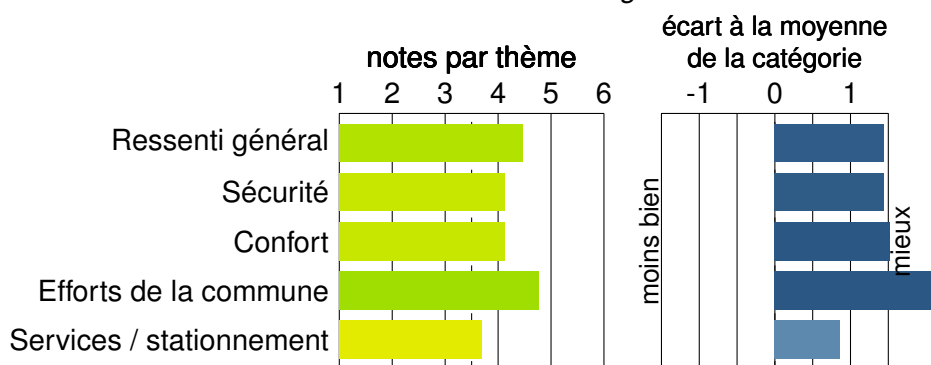 écart à la moyenne
de la catégorie
notes par thème
1 2 3 4 5 6
-1 0 1
Ressenti général
Sécurité
Confort
Efforts de la commune
Services / stationnement
moins bien
mieux